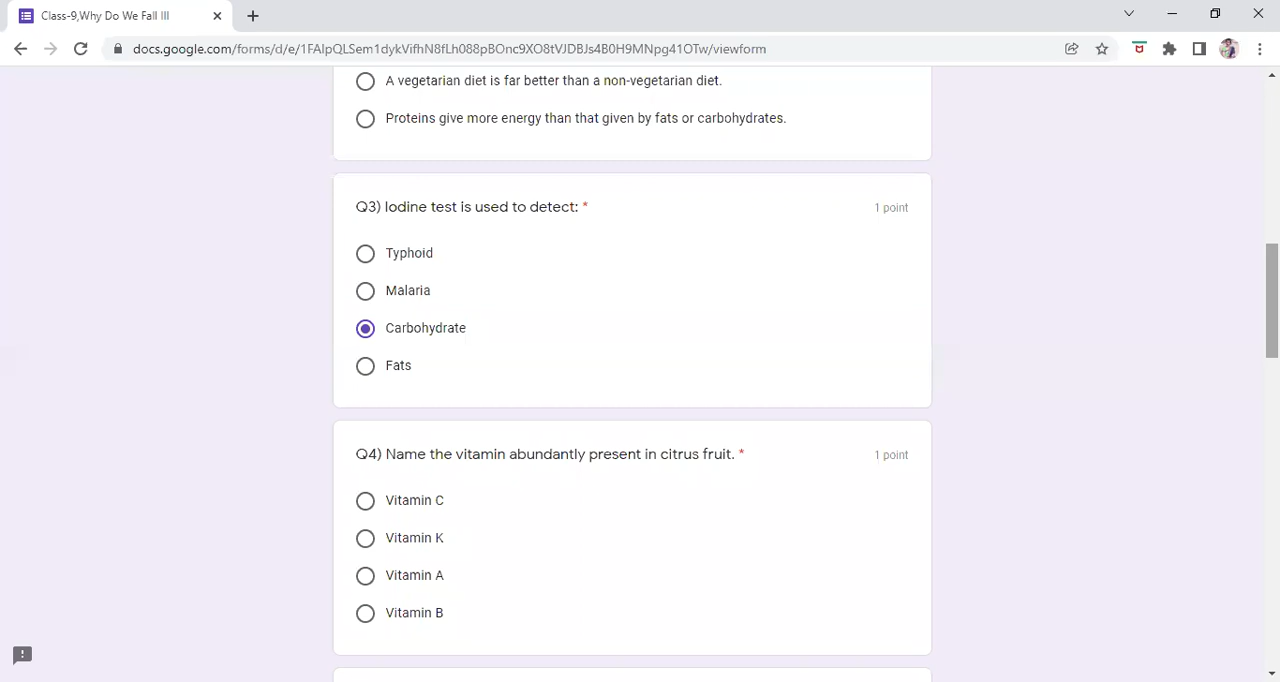 Class-9,Why Do We Fall Ill
docs.google.com/forms/d/e/1FAIpQLSem1dykVifhN8fLh088pBOnc9XO8tVJDBJs4B0H9MNpg41OTw/viewform
A vegetarian diet is far better than a non-vegetarian diet.
Proteins give more energy than that given by fats or carbohydrates.
Q3) Iodine test is used to detect: *
1 point
Typhoid
Malaria
Carbohydrate
Fats
Q4) Name the vitamin abundantly present in citrus fruit. *
1 point
Vitamin C
Vitamin K
Vitamin A
Vitamin B